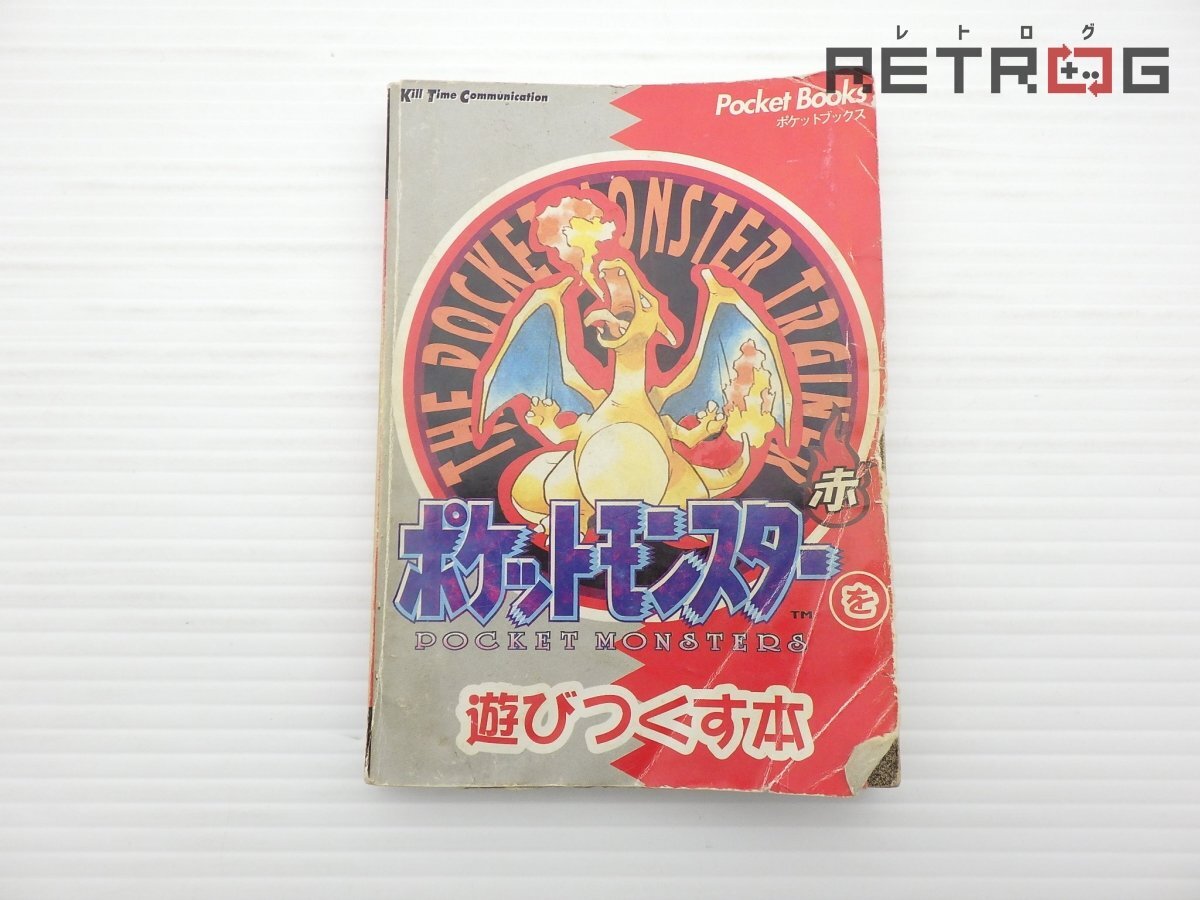 レトログ
RETROG
Kill Time Communication
Pocket Books
ポケットブックス
THE POCKET MONSTER TRAINER
赤
ポケットモンスター
を
TM
POCKET MONSTERS
遊びつくす本